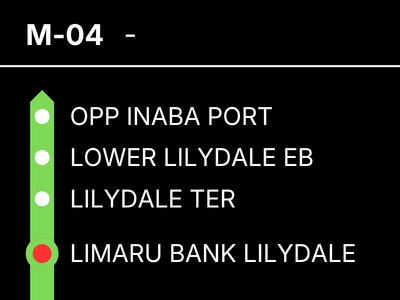 M-04 -
OPP INABA PORT
LOWER LILYDALE EB
LILYDALE TER
LIMARU BANK LILYDALE